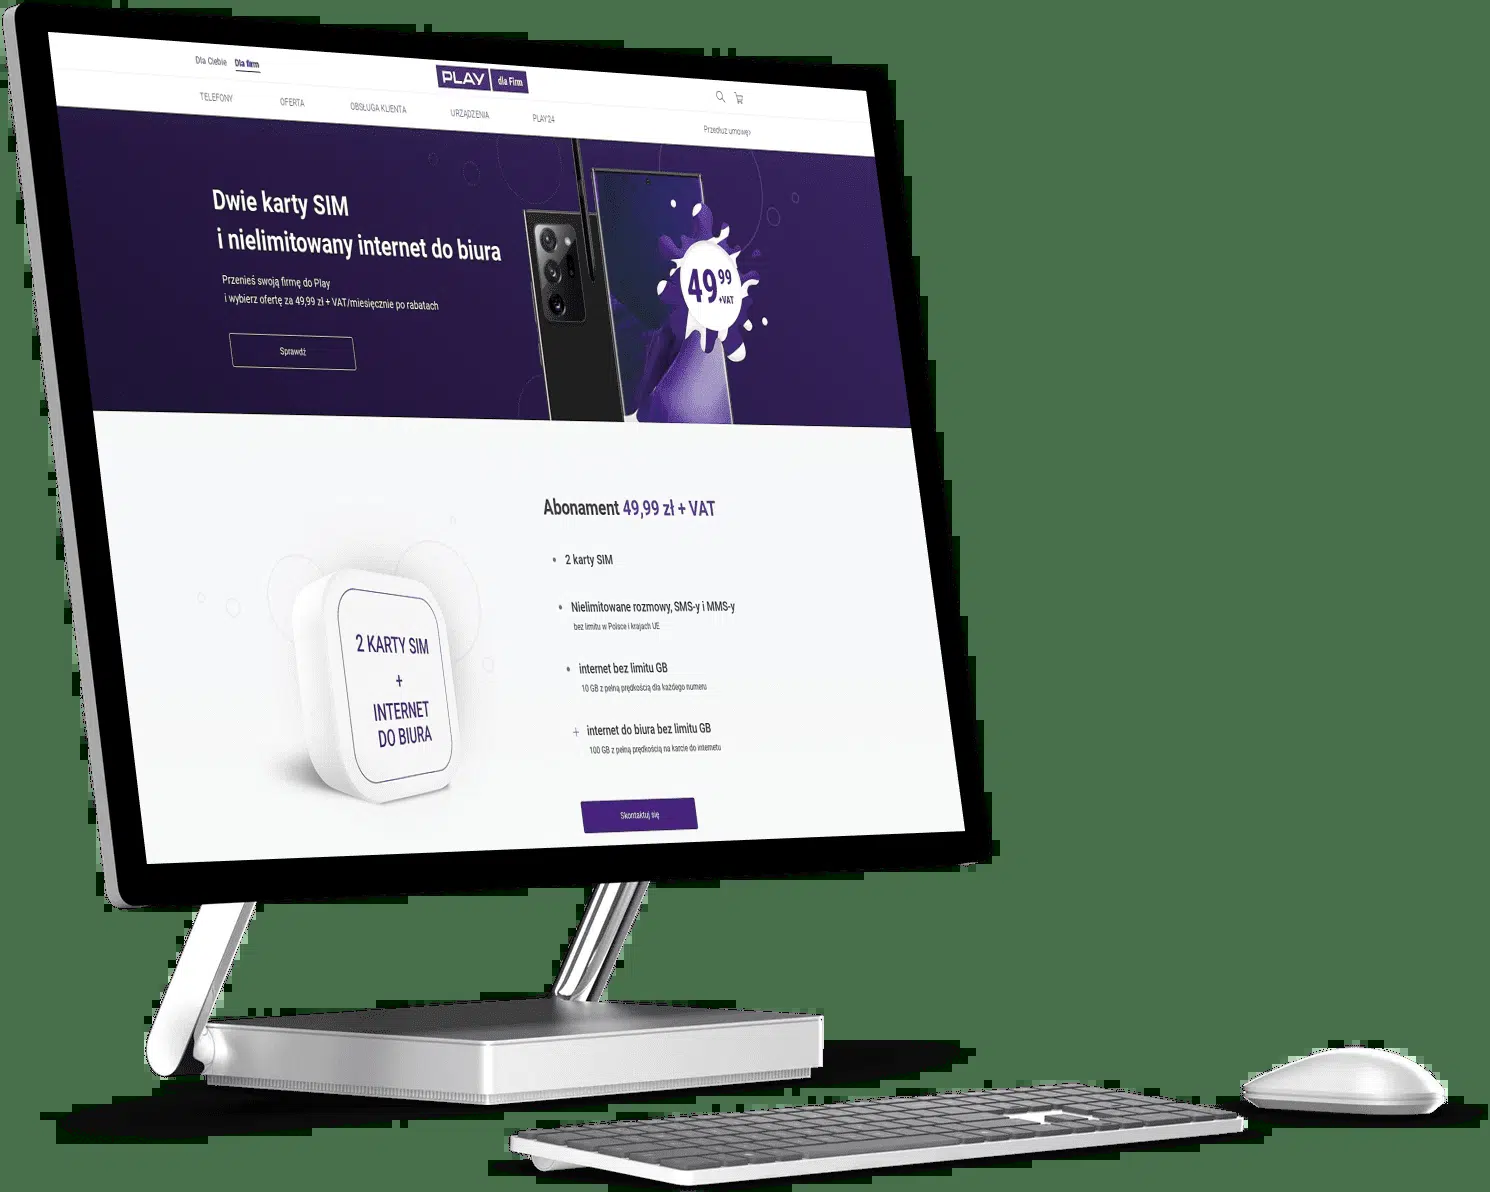 Dla Ciebie Dla firm
PLAY dla Firm
TELEFONY OFERTA OBSŁUGA KLIENTA URZĄDZENIA PLAY24
Przedłuż umowę>
Dwie karty SIM
i nielimitowany internet do biura
Przenieś swoją firmę do Play
i wybierz ofertę za 49,99 zł + VAT/miesięcznie po rabatach
Sprawdź
49 99
+VAT
2 KARTY SIM
+
INTERNET
DO BIURA
Abonament 49,99 zł + VAT
• 2 karty SIM
• Nielimitowane rozmowy, SMS-y i MMS-y
bez limitu w Polsce i krajach UE
• internet bez limitu GB
10 GB z pełną prędkością dla każdego numeru
+ internet do biura bez limitu GB
100 GB z pełną prędkością na karcie do internetu
Skontaktuj się